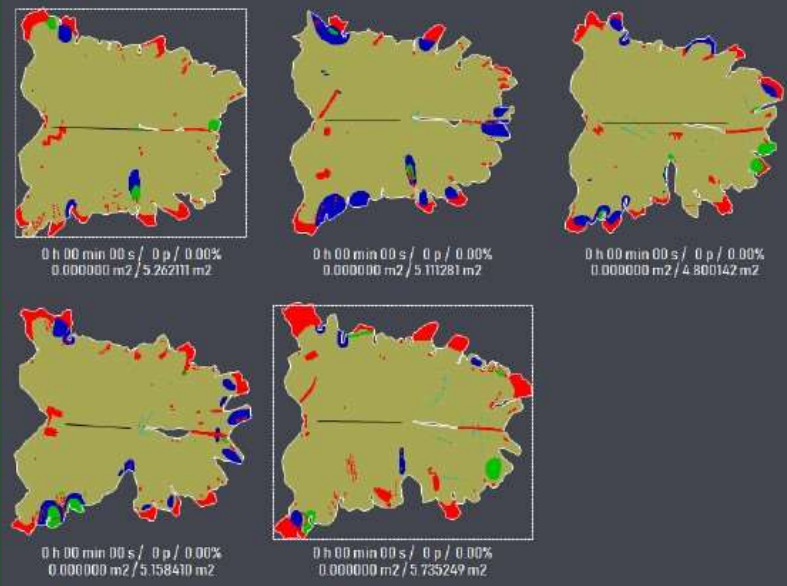 0 h 00 min 00 s / 0 p / 0.00%
0.000000 m2 / 5.262111 m2
0 h 00 min 00 s / 0 p / 0.00%
0.000000 m2 / 5.111281 m2
0 h 00 min 00 s / 0 p / 0.00%
0.000000 m2 / 4.800142 m2
0 h 00 min 00 s / 0 p / 0.00%
0.000000 m2 / 5.158410 m2
0 h 00 min 00 s / 0 p / 0.00%
0.000000 m2 / 5.735249 m2